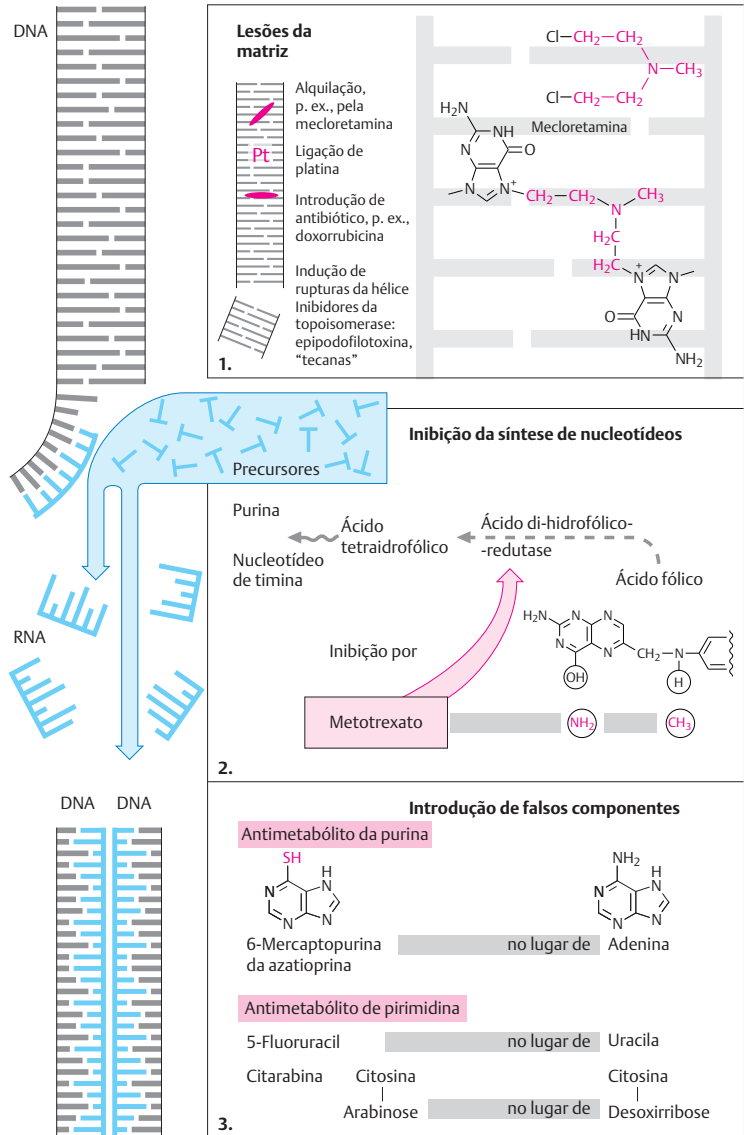 DNA
Lesões da
matriz
Alquilação,
p. ex., pela
mecloretamina
Pt
Ligação de
platina
Introdução de
antibiótico, p. ex.,
doxorrubicina
Indução de
rupturas da hélice
Inibidores da
topoisomerase:
epipodofilotoxina,
“tecanas”
1.
Cl—CH₂—CH₂
N—CH₃
Cl—CH₂—CH₂
Mecloretamina
H₂N
N
NH
O
N
N
N
+
CH₂—CH₂
N
CH₃
H₂C
H₂C
+
N
N
O
N
HN
NH₂
Inibição da síntese de nucleotídeos
Precursores
Purina
Nucleotídeo
de timina
Ácido
tetraidrofólico
Ácido di-hidrofólico-
-redutase
Ácido fólico
H₂N
N
N
N
N
CH₂—N
OH
H
Inibição por
Metotrexato
NH₂
CH₃
2.
RNA
DNA DNA
Introdução de falsos componentes
Antimetabólito da purina
SH
N
N
H
N
N
NH₂
N
N
H
N
N
6-Mercaptopurina
da azatioprina
no lugar de
Adenina
Antimetabólito de pirimidina
5-Fluoruracil
no lugar de
Uracila
Citarabina
Citosina
Arabinose
no lugar de
Citosina
Desoxirribose
3.